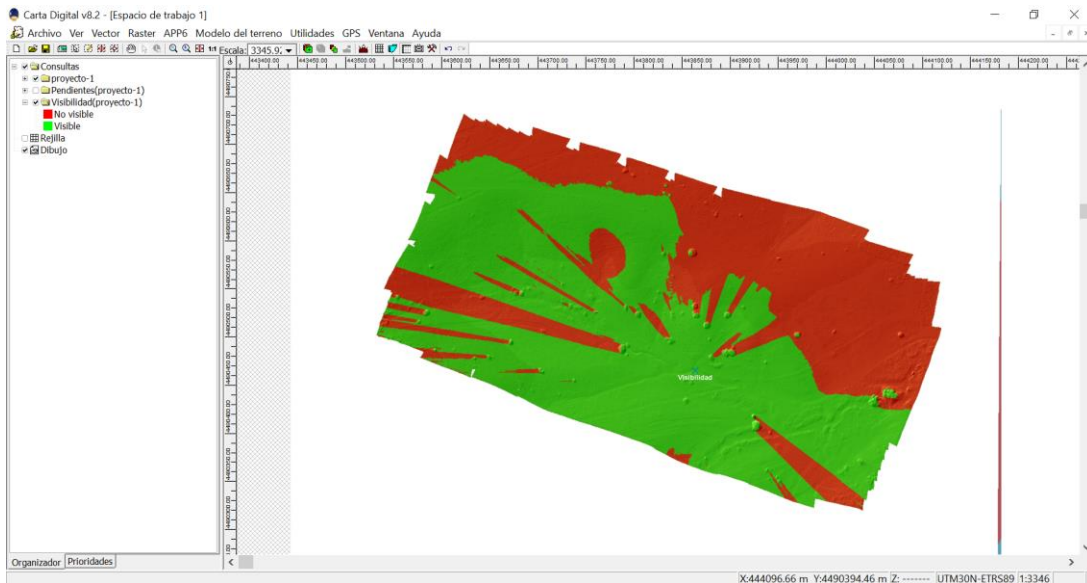 Carta Digital v8.2 - [Espacio de trabajo 1]
Archivo Ver Vector Raster APP6 Modelo del terreno Utilidades GPS Ventana Ayuda
1:1 Escala: 3345.92
443400.00 443450.00 443500.00 443550.00 443600.00 443650.00 443700.00 443750.00 443800.00 443850.00 443900.00 443950.00 444000.00 444050.00 444100.00 444150.00 444200.00
Consultas
proyecto-1
Pendientes(proyecto-1)
Visibilidad(proyecto-1)
No visible
Visible
Rejilla
Dibujo
Visibilidad
Organizador Prioridades
X:444096.66 m Y:4490394.46 m Z: ------- UTM30N-ETRS89 1:3346